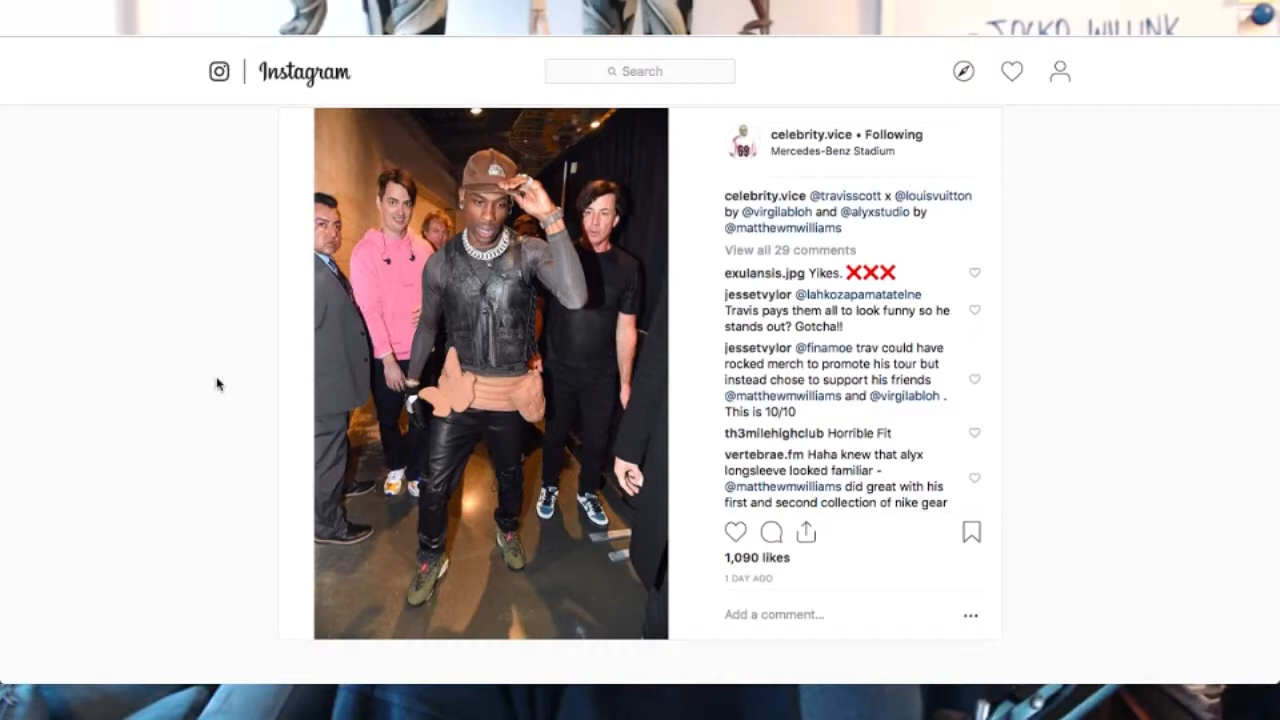 JOCKO WILLINK
Instagram
Search
celebrity.vice • Following
Mercedes-Benz Stadium
69
celebrity.vice @travisscott x @louisvuitton
by @virgilabloh and @alyxstudio by
@matthewmwilliams
View all 29 comments
exulansis.jpg Yikes. ❌❌❌
jessetvylor @lahkozapamatatelne
Travis pays them all to look funny so he
stands out? Gotcha!!
jessetvylor @finamoe trav could have
rocked merch to promote his tour but
instead chose to support his friends
@matthewmwilliams and @virgilabloh .
This is 10/10
th3milehighclub Horrible Fit
vertebrae.fm Haha knew that alyx
longsleeve looked familiar -
@matthewmwilliams did great with his
first and second collection of nike gear
1,090 likes
1 DAY AGO
Add a comment...